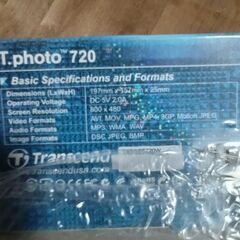 T.photo™ 720
Basic Specifications and Formats
Dimensions (LxWxH) 197mm x 157mm x 25mm
Operating Voltage DC 5V 2.0A
Screen Resolution 800 x 480
Video Formats AVI, MOV, MPG, MP4, 3GP, Motion JPEG
Audio Formats MP3, WMA, WAV
Image Formats DSC, JPEG, BMP
Transcend
Transcendusa.com